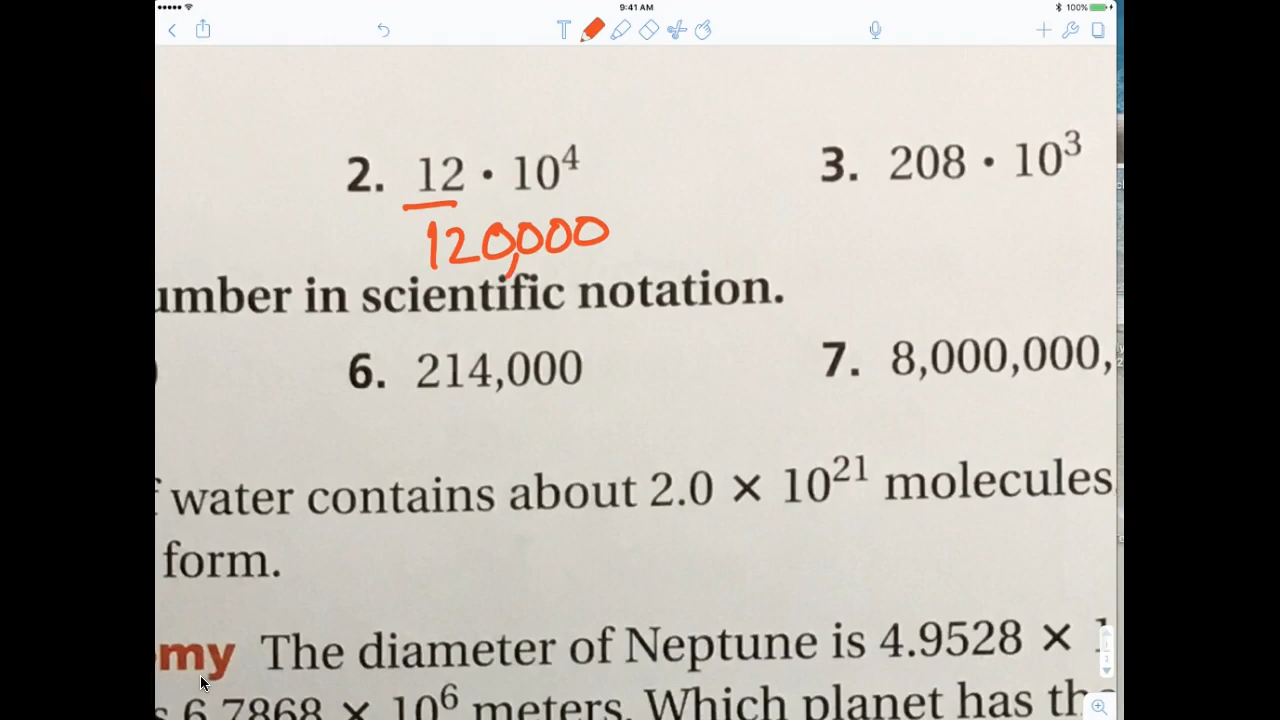 9:41 AM 100%
T
2. 12 · 10⁴ 3. 208 · 10³
120,000
umber in scientific notation.
6. 214,000 7. 8,000,000,
water contains about 2.0 × 10²¹ molecules
form.
my The diameter of Neptune is 4.9528 × 1
s 6.7868 × 10⁶ meters. Which planet has the